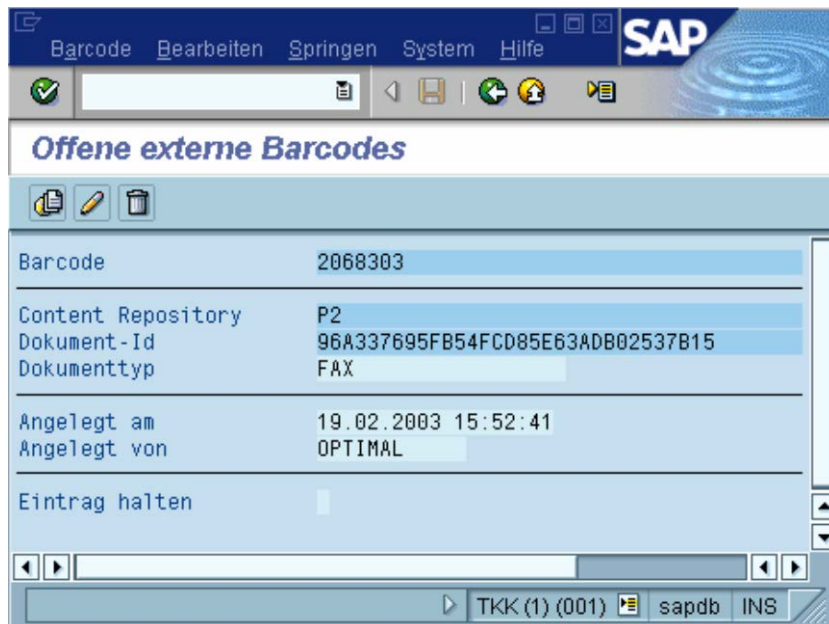 Barcode Bearbeiten Springen System Hilfe
SAP
Offene externe Barcodes
Barcode 2068303
Content Repository P2
Dokument-Id 96A337695FB54FCD85E63ADB02537B15
Dokumenttyp FAX
Angelegt am 19.02.2003 15:52:41
Angelegt von OPTIMAL
Eintrag halten
TKK (1) (001) sapdb INS